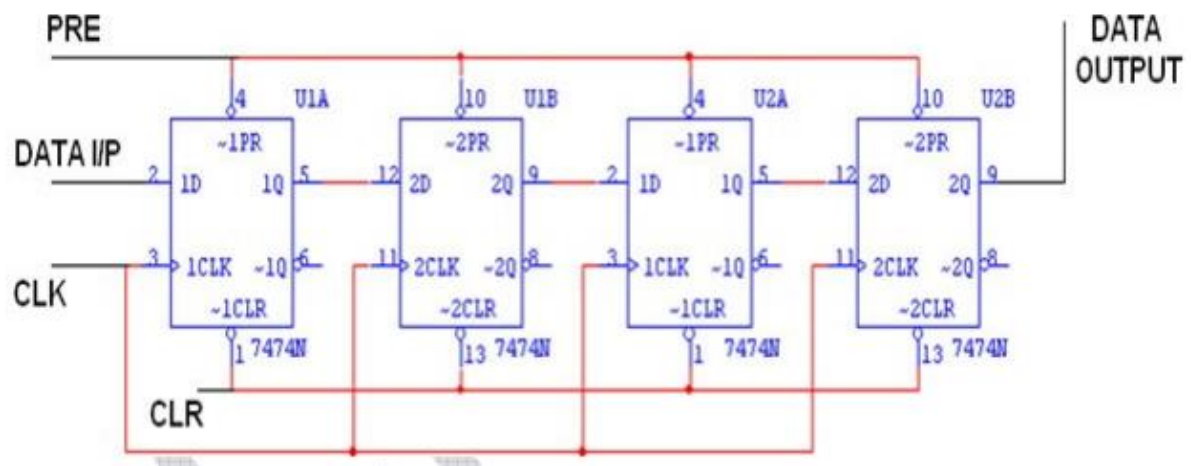 PRE
DATA
OUTPUT
4 U1A 10 U1B 4 U2A 10 U2B
~1PR ~2PR ~1PR ~2PR
DATA I/P
2 1D 1Q 5 12 2D 2Q 9 2 1D 1Q 5 12 2D 2Q 9
3 1CLK ~1Q 6 11 2CLK ~2Q 8 3 1CLK ~1Q 6 11 2CLK ~2Q 8
CLK
~1CLR ~2CLR ~1CLR ~2CLR
1 7474N 13 7474N 1 7474N 13 7474N
CLR